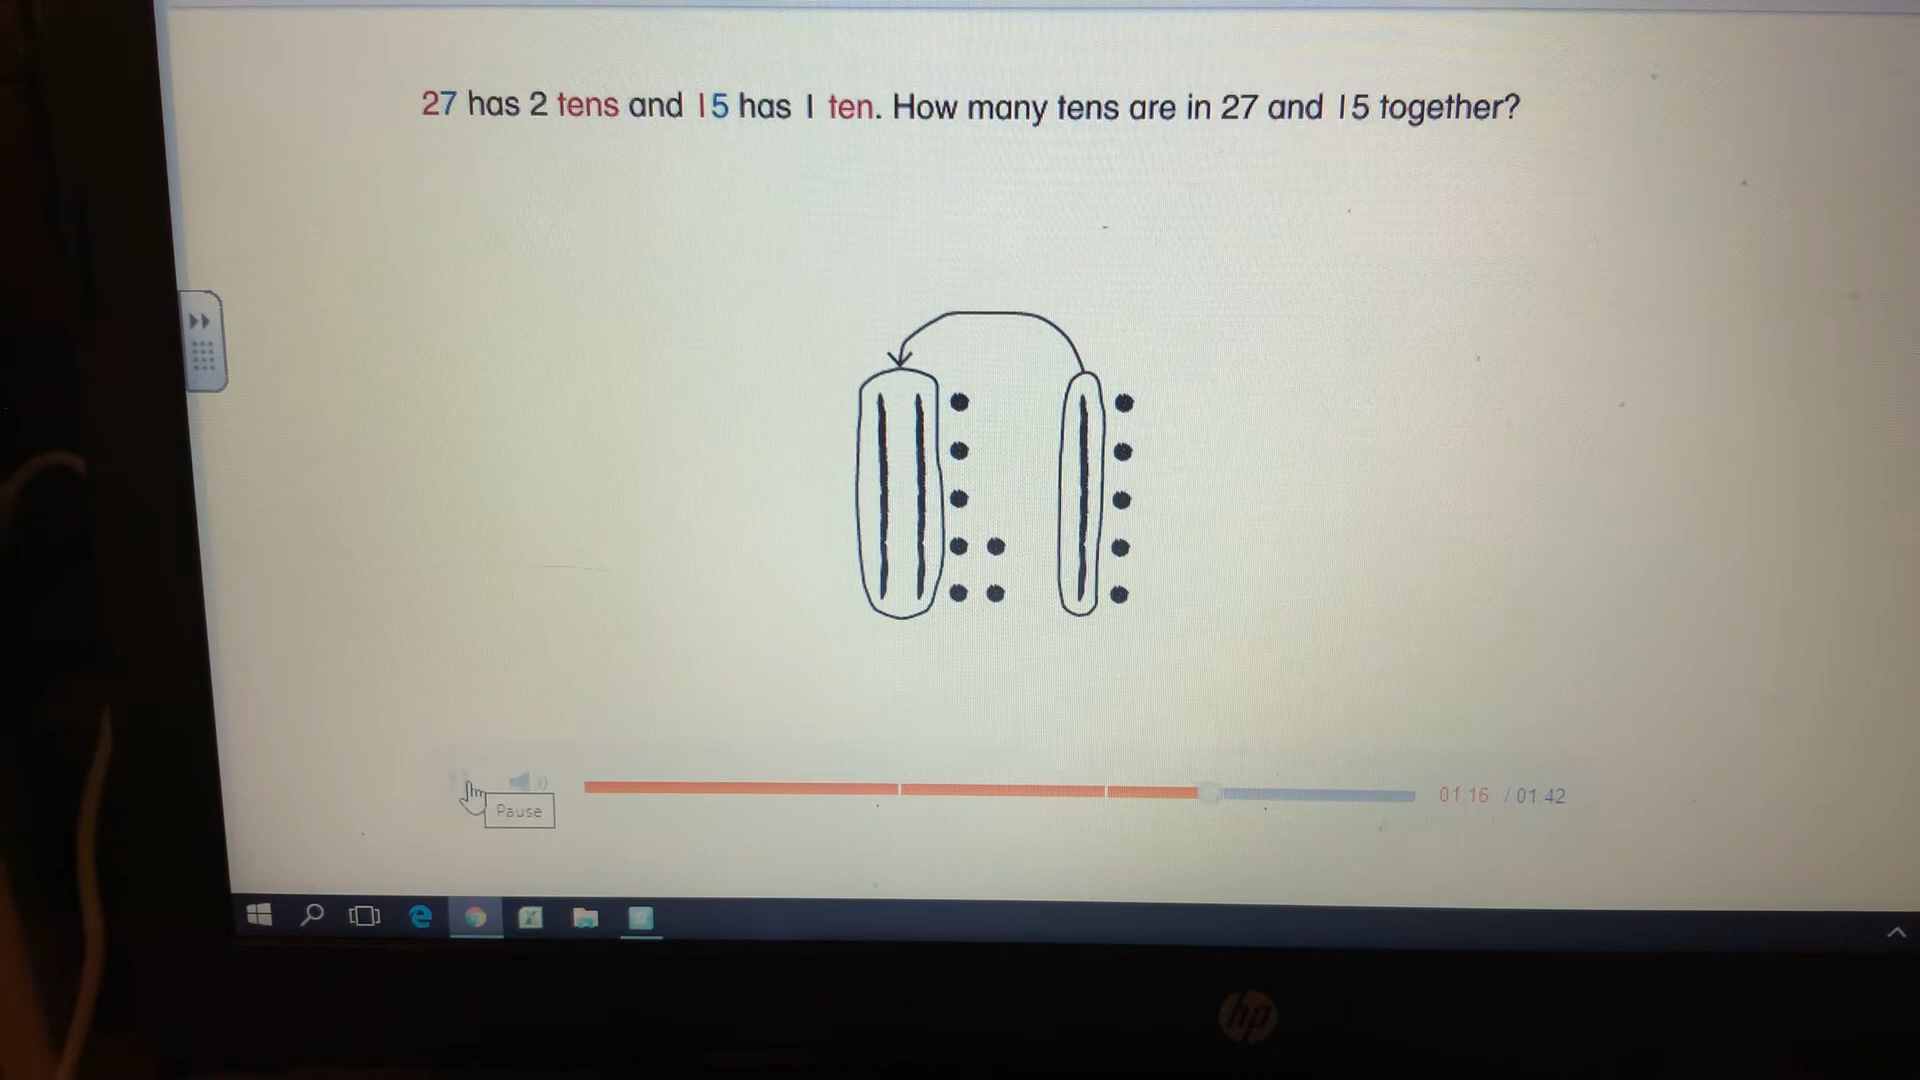 27 has 2 tens and 15 has 1 ten. How many tens are in 27 and 15 together?
Pause
01:16 / 01:42
hp